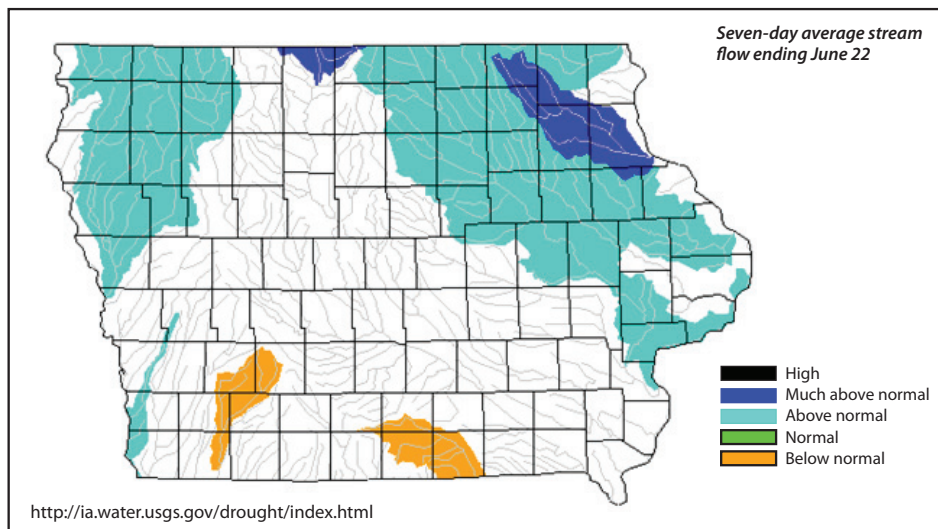 Seven-day average stream
flow ending June 22
High
Much above normal
Above normal
Normal
Below normal
http://ia.water.usgs.gov/drought/index.html